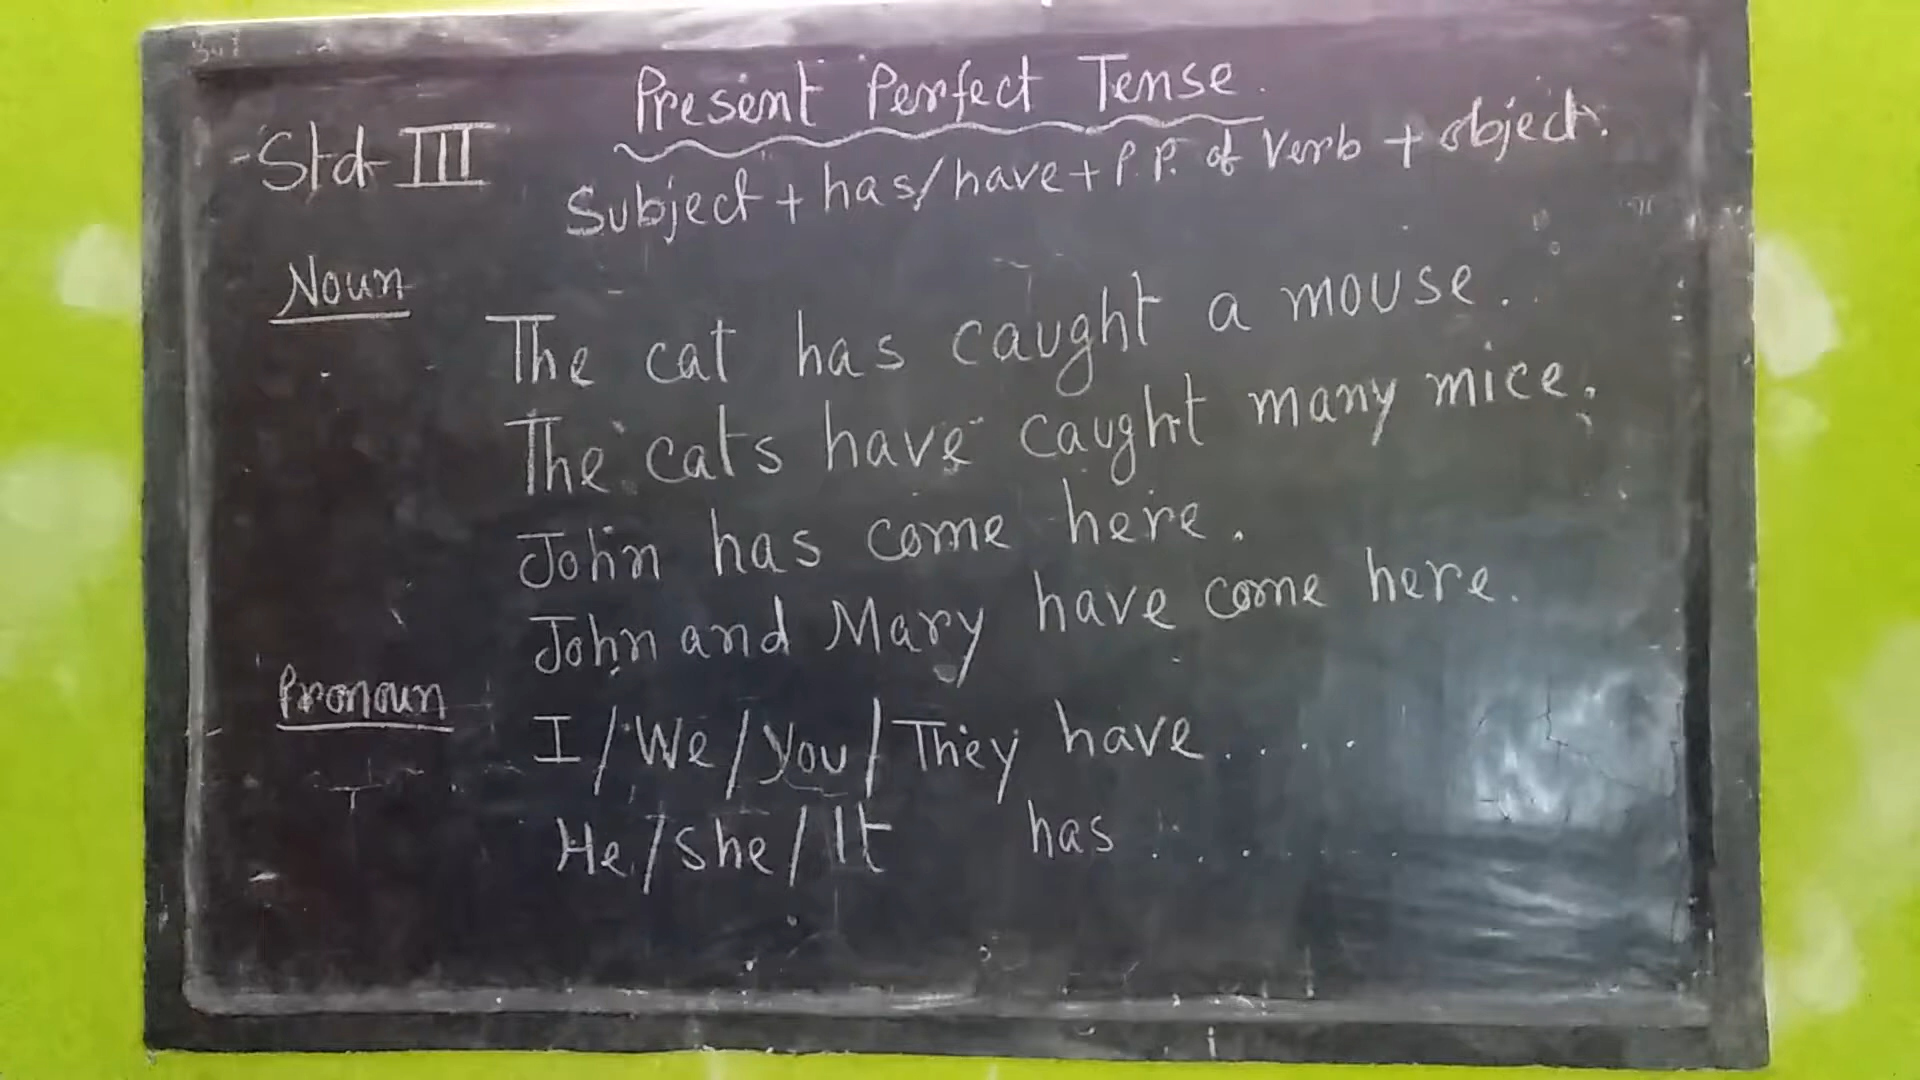 Present Perfect Tense.
Std III
Subject + has/have + P.P. of Verb + object.
Noun
The cat has caught a mouse.
The cats have caught many mice.
John has come here.
John and Mary have come here.
Pronoun
I/We/You/They have.....
He/She/It has.......